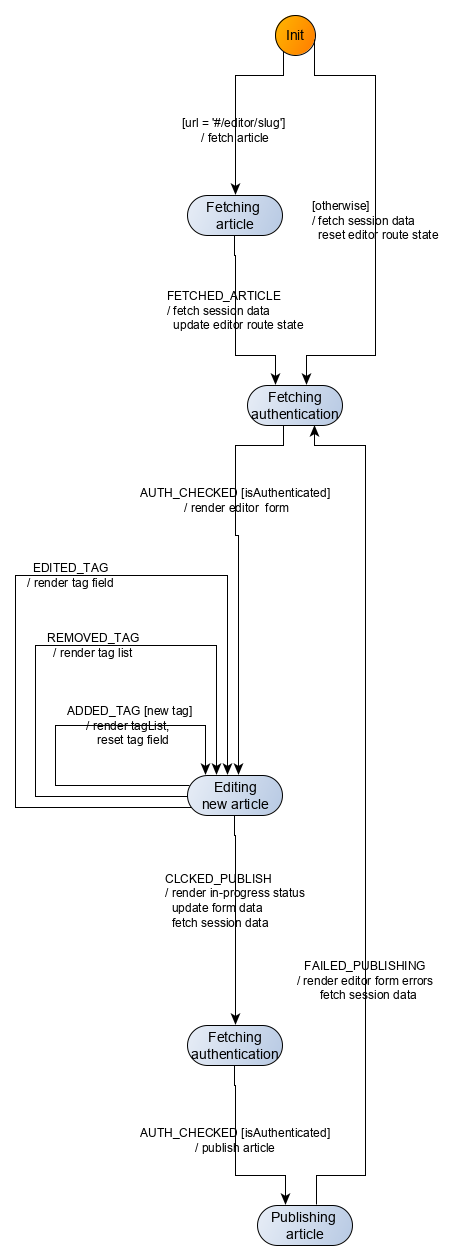 Init
[url = '#/editor/slug']
/ fetch article
Fetching
article
[otherwise]
/ fetch session data
reset editor route state
FETCHED_ARTICLE
/ fetch session data
update editor route state
Fetching
authentication
AUTH_CHECKED [isAuthenticated]
/ render editor form
EDITED_TAG
/ render tag field
REMOVED_TAG
/ render tag list
ADDED_TAG [new tag]
/ render tagList,
reset tag field
Editing
new article
CLCKED_PUBLISH
/ render in-progress status
update form data
fetch session data
FAILED_PUBLISHING
/ render editor form errors
fetch session data
Fetching
authentication
AUTH_CHECKED [isAuthenticated]
/ publish article
Publishing
article